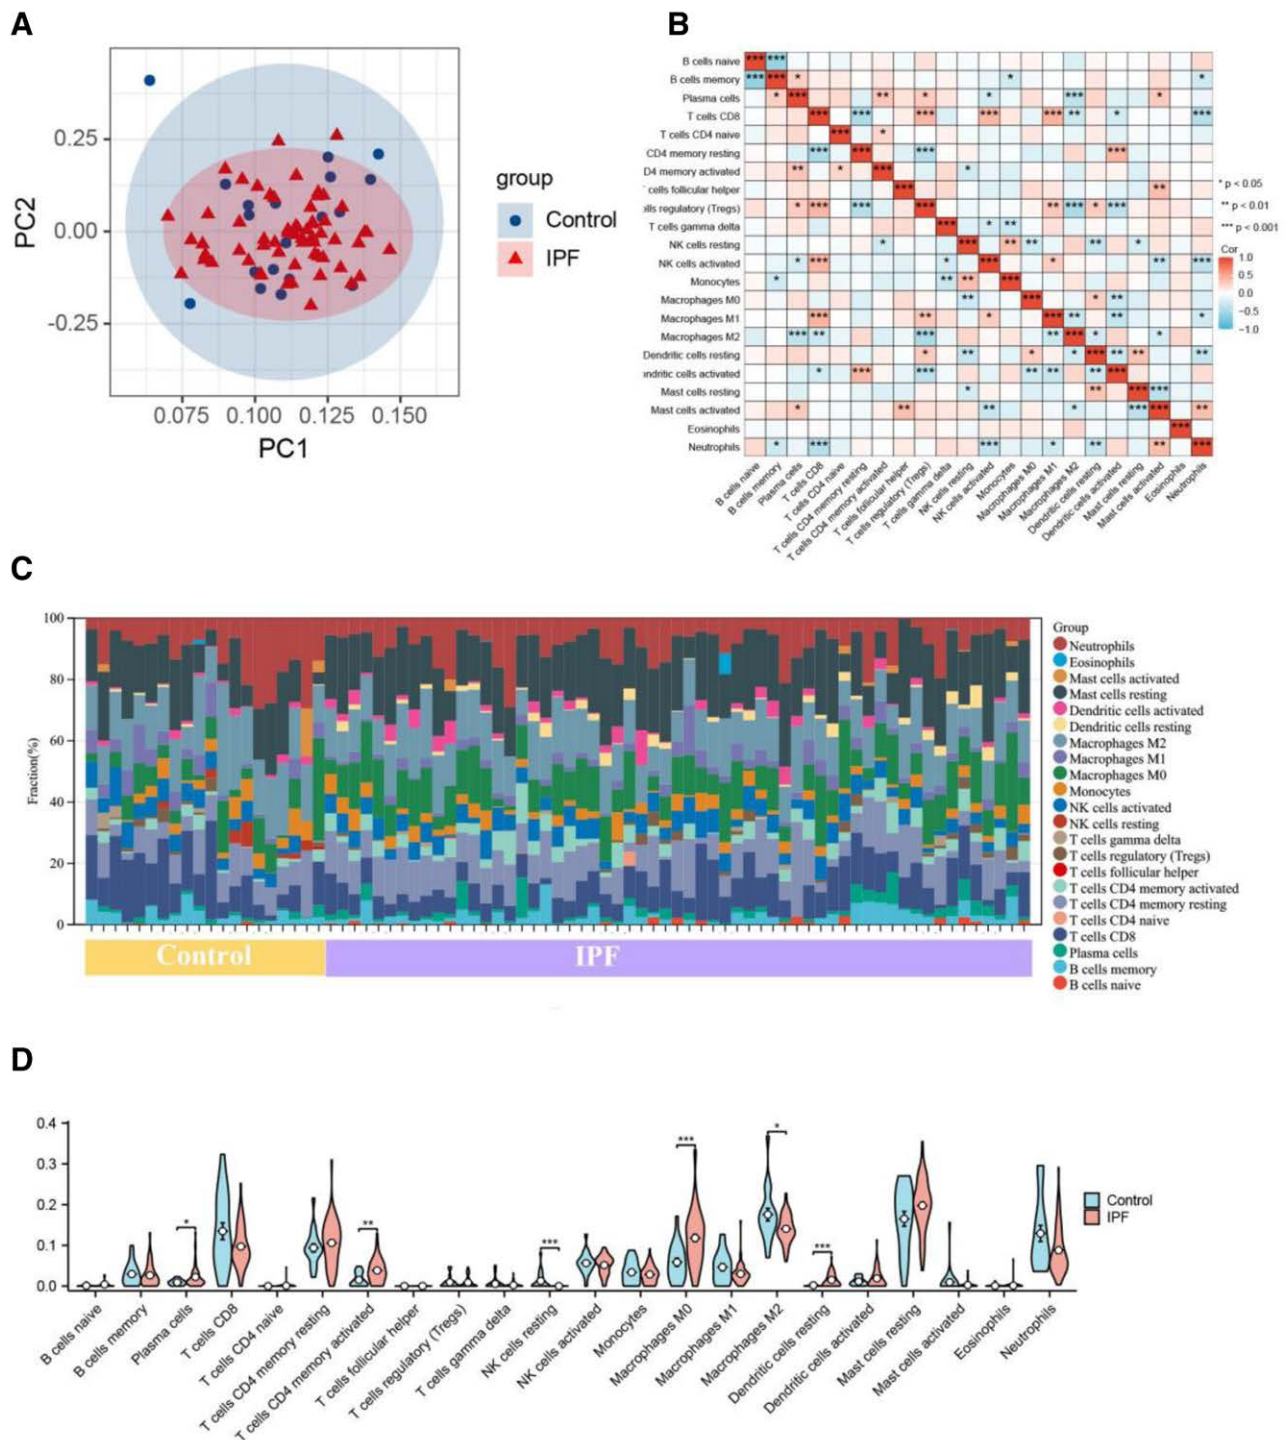 A
PC2
0.25
0.00
-0.25
0.075 0.100 0.125 0.150
PC1
group
Control
IPF
B
B cells naive
B cells memory
Plasma cells
T cells CD8
T cells CD4 naive
CD4 memory resting
D4 memory activated
cells follicular helper
ells regulatory (Tregs)
T cells gamma delta
NK cells resting
NK cells activated
Monocytes
Macrophages M0
Macrophages M1
Macrophages M2
Dendritic cells resting
ndritic cells activated
Mast cells resting
Mast cells activated
Eosinophils
Neutrophils
B cells naive
B cells memory
Plasma cells
T cells CD8
T cells CD4 naive
T cells CD4 memory resting
T cells CD4 memory activated
T cells follicular helper
T cells regulatory (Tregs)
T cells gamma delta
NK cells resting
NK cells activated
Monocytes
Macrophages M0
Macrophages M1
Macrophages M2
Dendritic cells resting
Dendritic cells activated
Mast cells resting
Mast cells activated
Eosinophils
Neutrophils
* p < 0.05
** p < 0.01
*** p < 0.001
Cor
1.0
0.5
0.0
−0.5
−1.0
C
Fraction(%)
100
80
60
40
20
0
Control
IPF
Group
Neutrophils
Eosinophils
Mast cells activated
Mast cells resting
Dendritic cells activated
Dendritic cells resting
Macrophages M2
Macrophages M1
Macrophages M0
Monocytes
NK cells activated
NK cells resting
T cells gamma delta
T cells regulatory (Tregs)
T cells follicular helper
T cells CD4 memory activated
T cells CD4 memory resting
T cells CD4 naive
T cells CD8
Plasma cells
B cells memory
B cells naive
D
0.4
0.3
0.2
0.1
0.0
*
**
***
***
*
***
Control
IPF
B cells naive
B cells memory
Plasma cells
T cells CD8
T cells CD4 naive
T cells CD4 memory resting
T cells CD4 memory activated
T cells follicular helper
T cells regulatory (Tregs)
T cells gamma delta
NK cells resting
NK cells activated
Monocytes
Macrophages M0
Macrophages M1
Macrophages M2
Dendritic cells resting
Dendritic cells activated
Mast cells resting
Mast cells activated
Eosinophils
Neutrophils